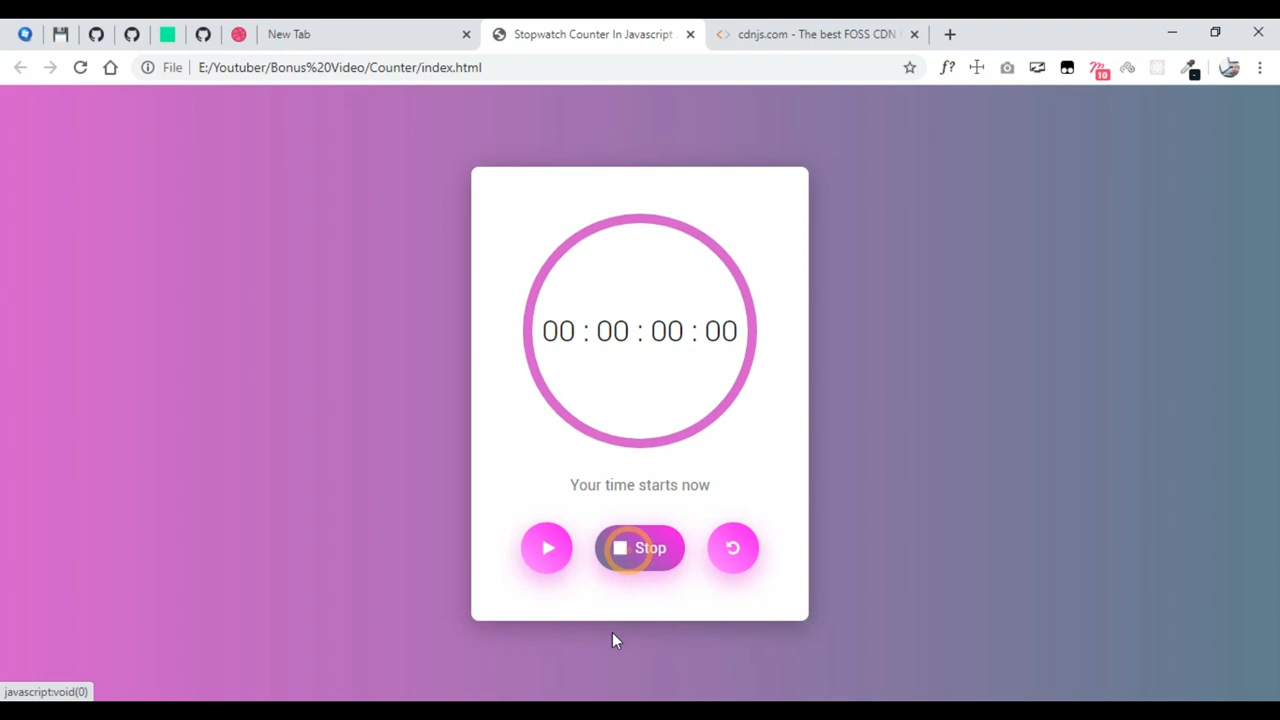 New Tab
Stopwatch Counter In Javascript
cdnjs.com - The best FOSS CDN
File
E:/Youtuber/Bonus%20Video/Counter/index.html
f?
10
00 : 00 : 00 : 00
Your time starts now
Stop
javascript:void(0)